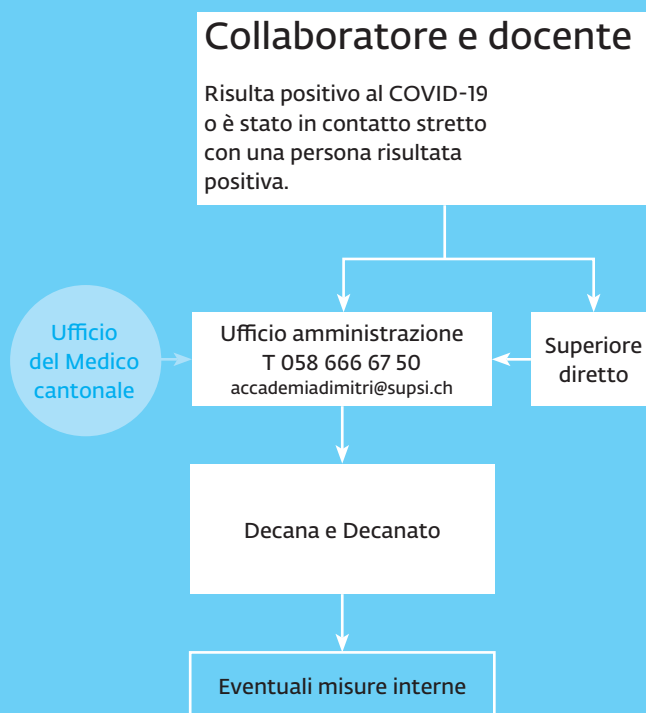 Collaboratore e docente
Risulta positivo al COVID-19
o è stato in contatto stretto
con una persona risultata
positiva.
Ufficio
del Medico
cantonale
Ufficio amministrazione
T 058 666 67 50
accademiadimitri@supsi.ch
Superiore
diretto
Decana e Decanato
Eventuali misure interne